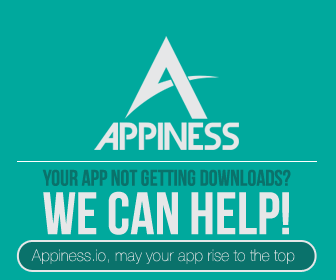 APPINESS
YOUR APP NOT GETTING DOWNLOADS?
WE CAN HELP!
Appiness.io, may your app rise to the top